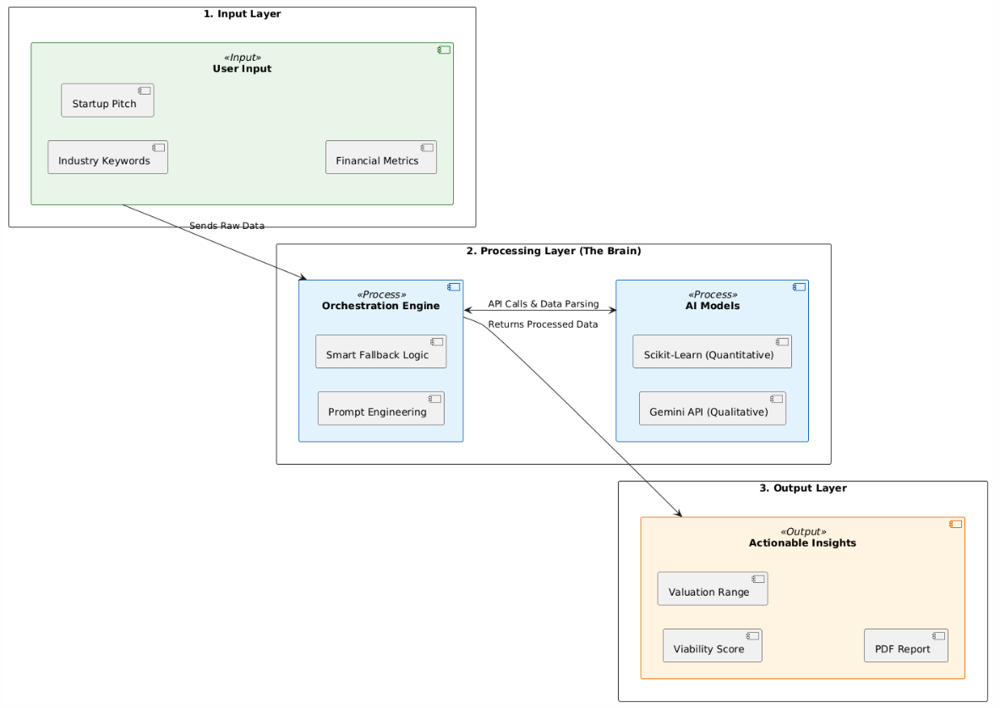 1. Input Layer
«Input»
User Input
Startup Pitch
Industry Keywords
Financial Metrics
Sends Raw Data
2. Processing Layer (The Brain)
«Process»
Orchestration Engine
Smart Fallback Logic
Prompt Engineering
API Calls & Data Parsing
Returns Processed Data
«Process»
AI Models
Scikit-Learn (Quantitative)
Gemini API (Qualitative)
3. Output Layer
«Output»
Actionable Insights
Valuation Range
Viability Score
PDF Report